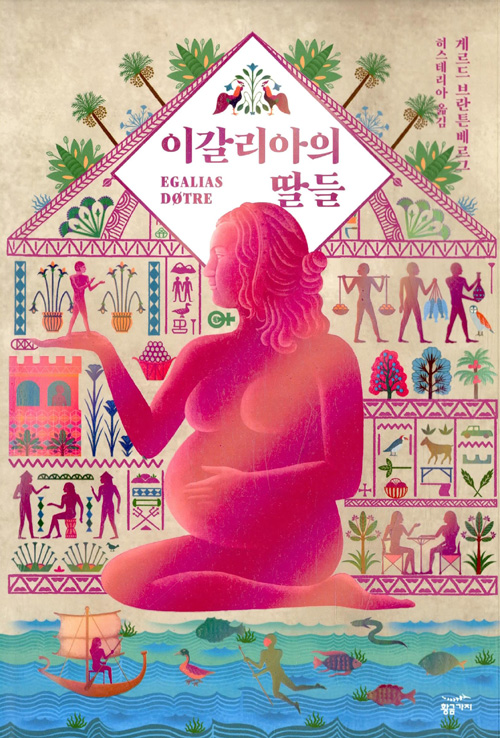 게르드 브란튼베르그
히스테리아 옮김
이갈리아의
딸들
EGALIAS
DØTRE
황금가지